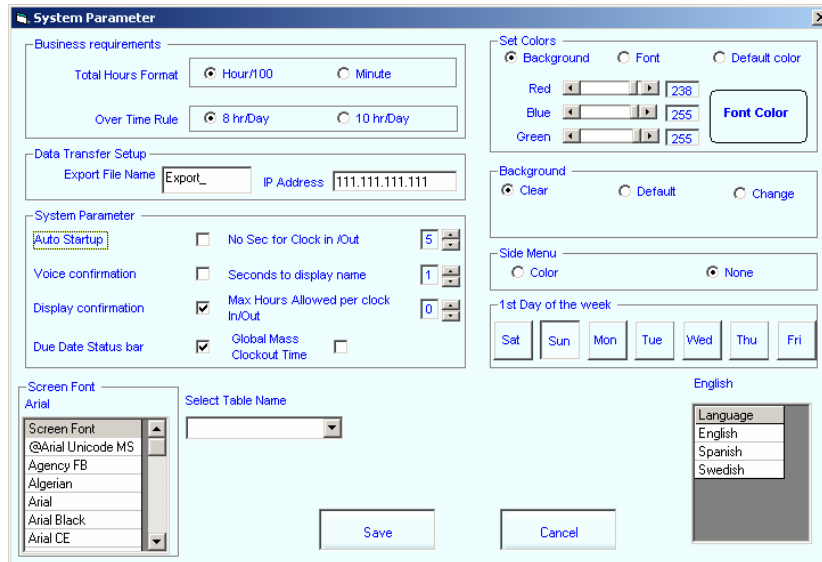 System Parameter
Business requirements
Total Hours Format
Hour/100
Minute
Over Time Rule
8 hr/Day
10 hr/Day
Data Transfer Setup
Export File Name
Export_
IP Address
111.111.111.111
System Parameter
Auto Startup
No Sec for Clock in /Out
5
Voice confirmation
Seconds to display name
1
Display confirmation
Max Hours Allowed per clock
In/Out
0
Due Date Status bar
Global Mass
Clockout Time
Set Colors
Background
Font
Default color
Red
238
Blue
255
Green
255
Font Color
Background
Clear
Default
Change
Side Menu
Color
None
1st Day of the week
Sat
Sun
Mon
Tue
Wed
Thu
Fri
Screen Font
Arial
Screen Font
@Arial Unicode MS
Agency FB
Algerian
Arial
Arial Black
Arial CE
Select Table Name
Save
Cancel
English
Language
English
Spanish
Swedish